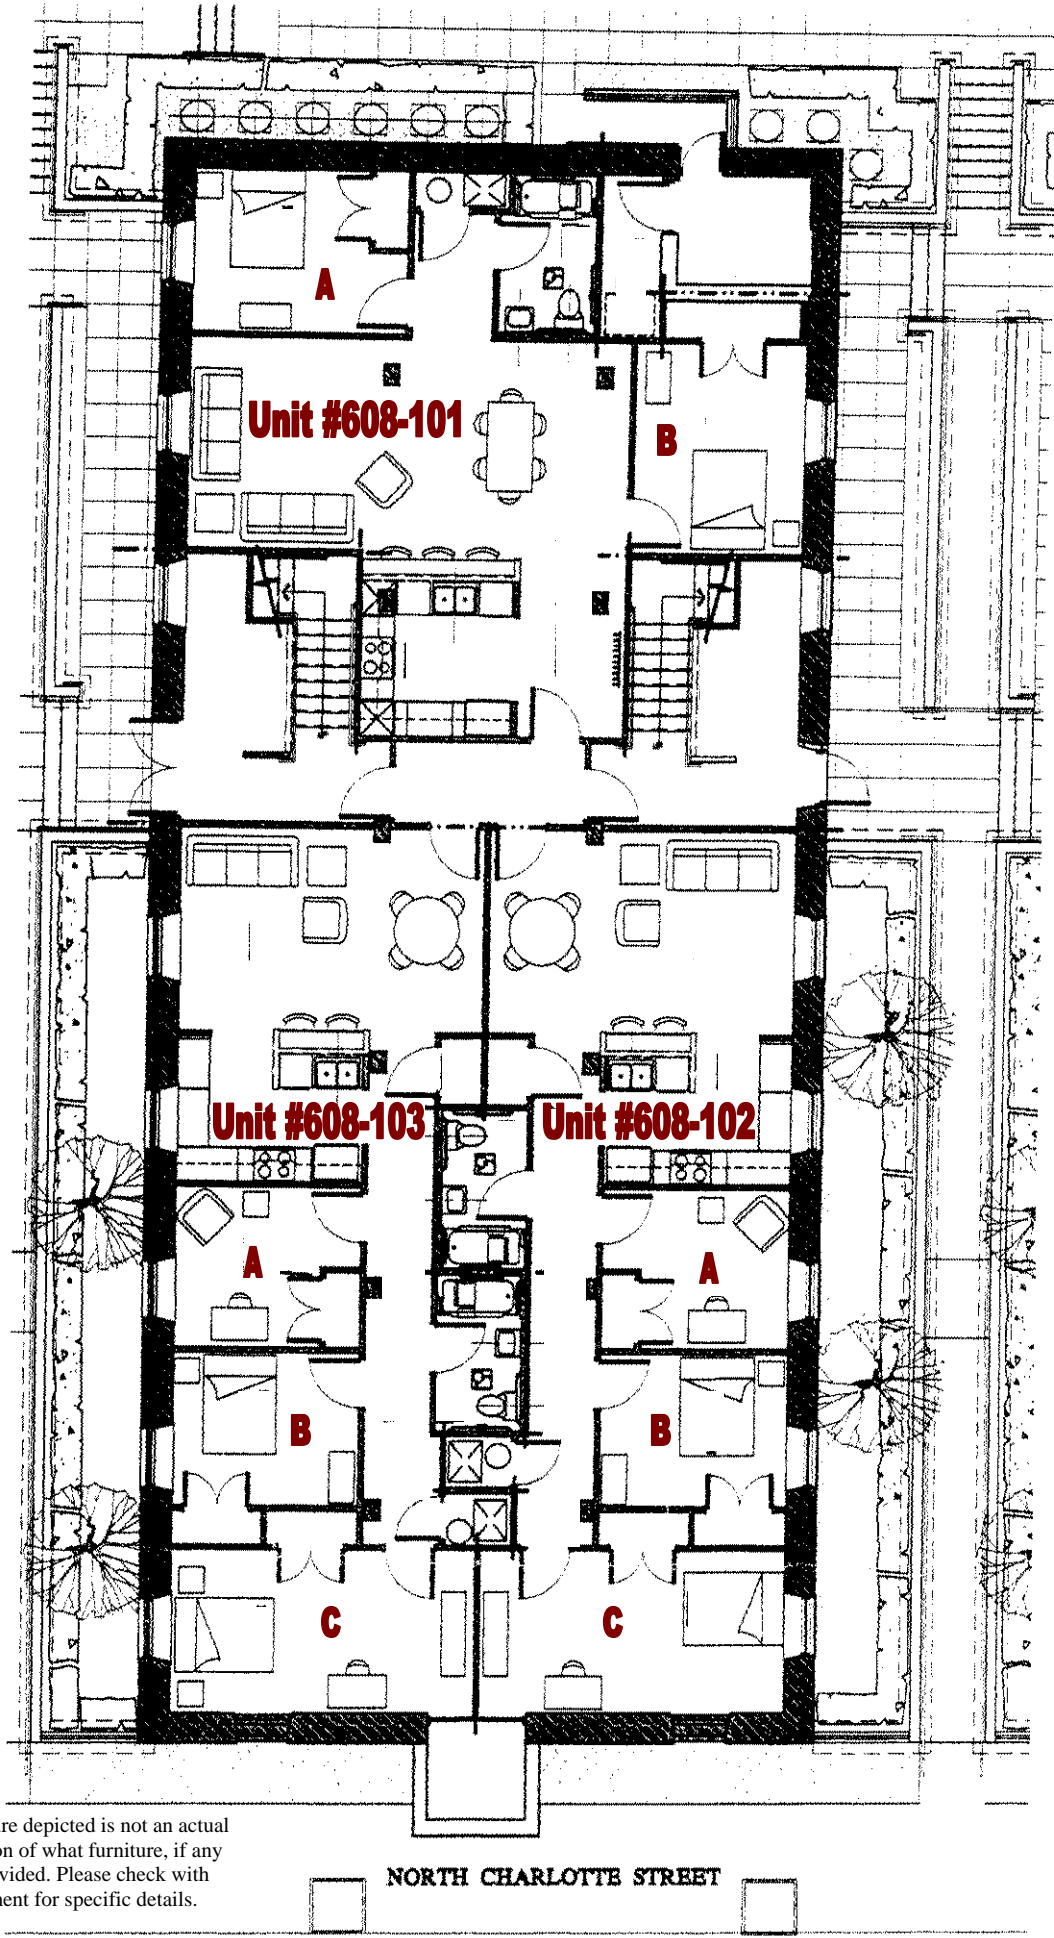 A
Unit #608-101
B
Unit #608-103
Unit #608-102
A
A
B
B
C
C
re depicted is not an actual
on of what furniture, if any
vided. Please check with
ent for specific details.
NORTH CHARLOTTE STREET